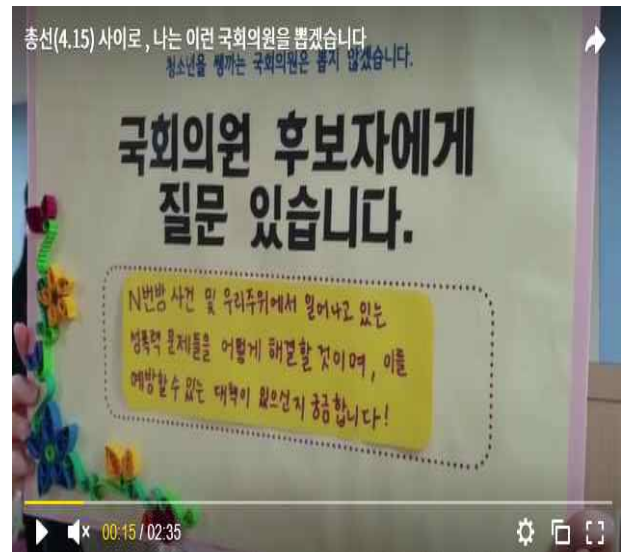 총선(4.15) 사이로 , 나는 이런 국회의원을 뽑겠습니다
청소년을 쌩까는 국회의원은 뽑지 않겠습니다.
국회의원 후보자에게
질문 있습니다.
N번방 사건 및 우리주위에서 일어나고 있는
성폭력 문제들을 어떻게 해결할 것이며, 이를
예방할 수 있는 대책이 있으신지 궁금합니다!
00:15 / 02:35